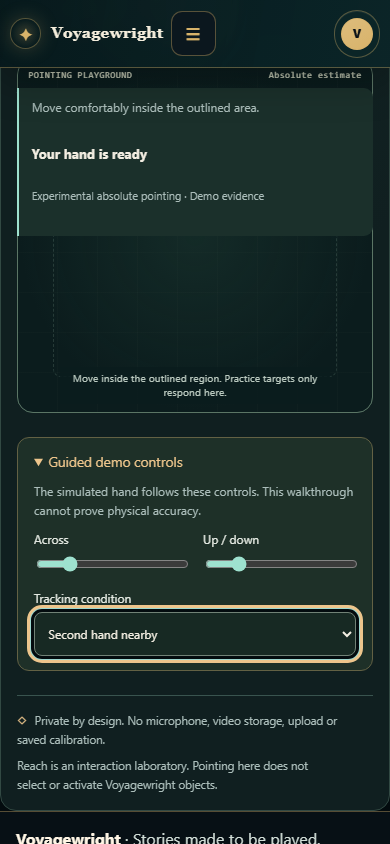 Voyagewright
V
POINTING PLAYGROUND Absolute estimate
Move comfortably inside the outlined area.
Your hand is ready
Experimental absolute pointing · Demo evidence
Move inside the outlined region. Practice targets only
respond here.
Guided demo controls
The simulated hand follows these controls. This walkthrough
cannot prove physical accuracy.
Across Up / down
Tracking condition
Second hand nearby
Private by design. No microphone, video storage, upload or
saved calibration.
Reach is an interaction laboratory. Pointing here does not
select or activate Voyagewright objects.
Voyagewright · Stories made to be played.